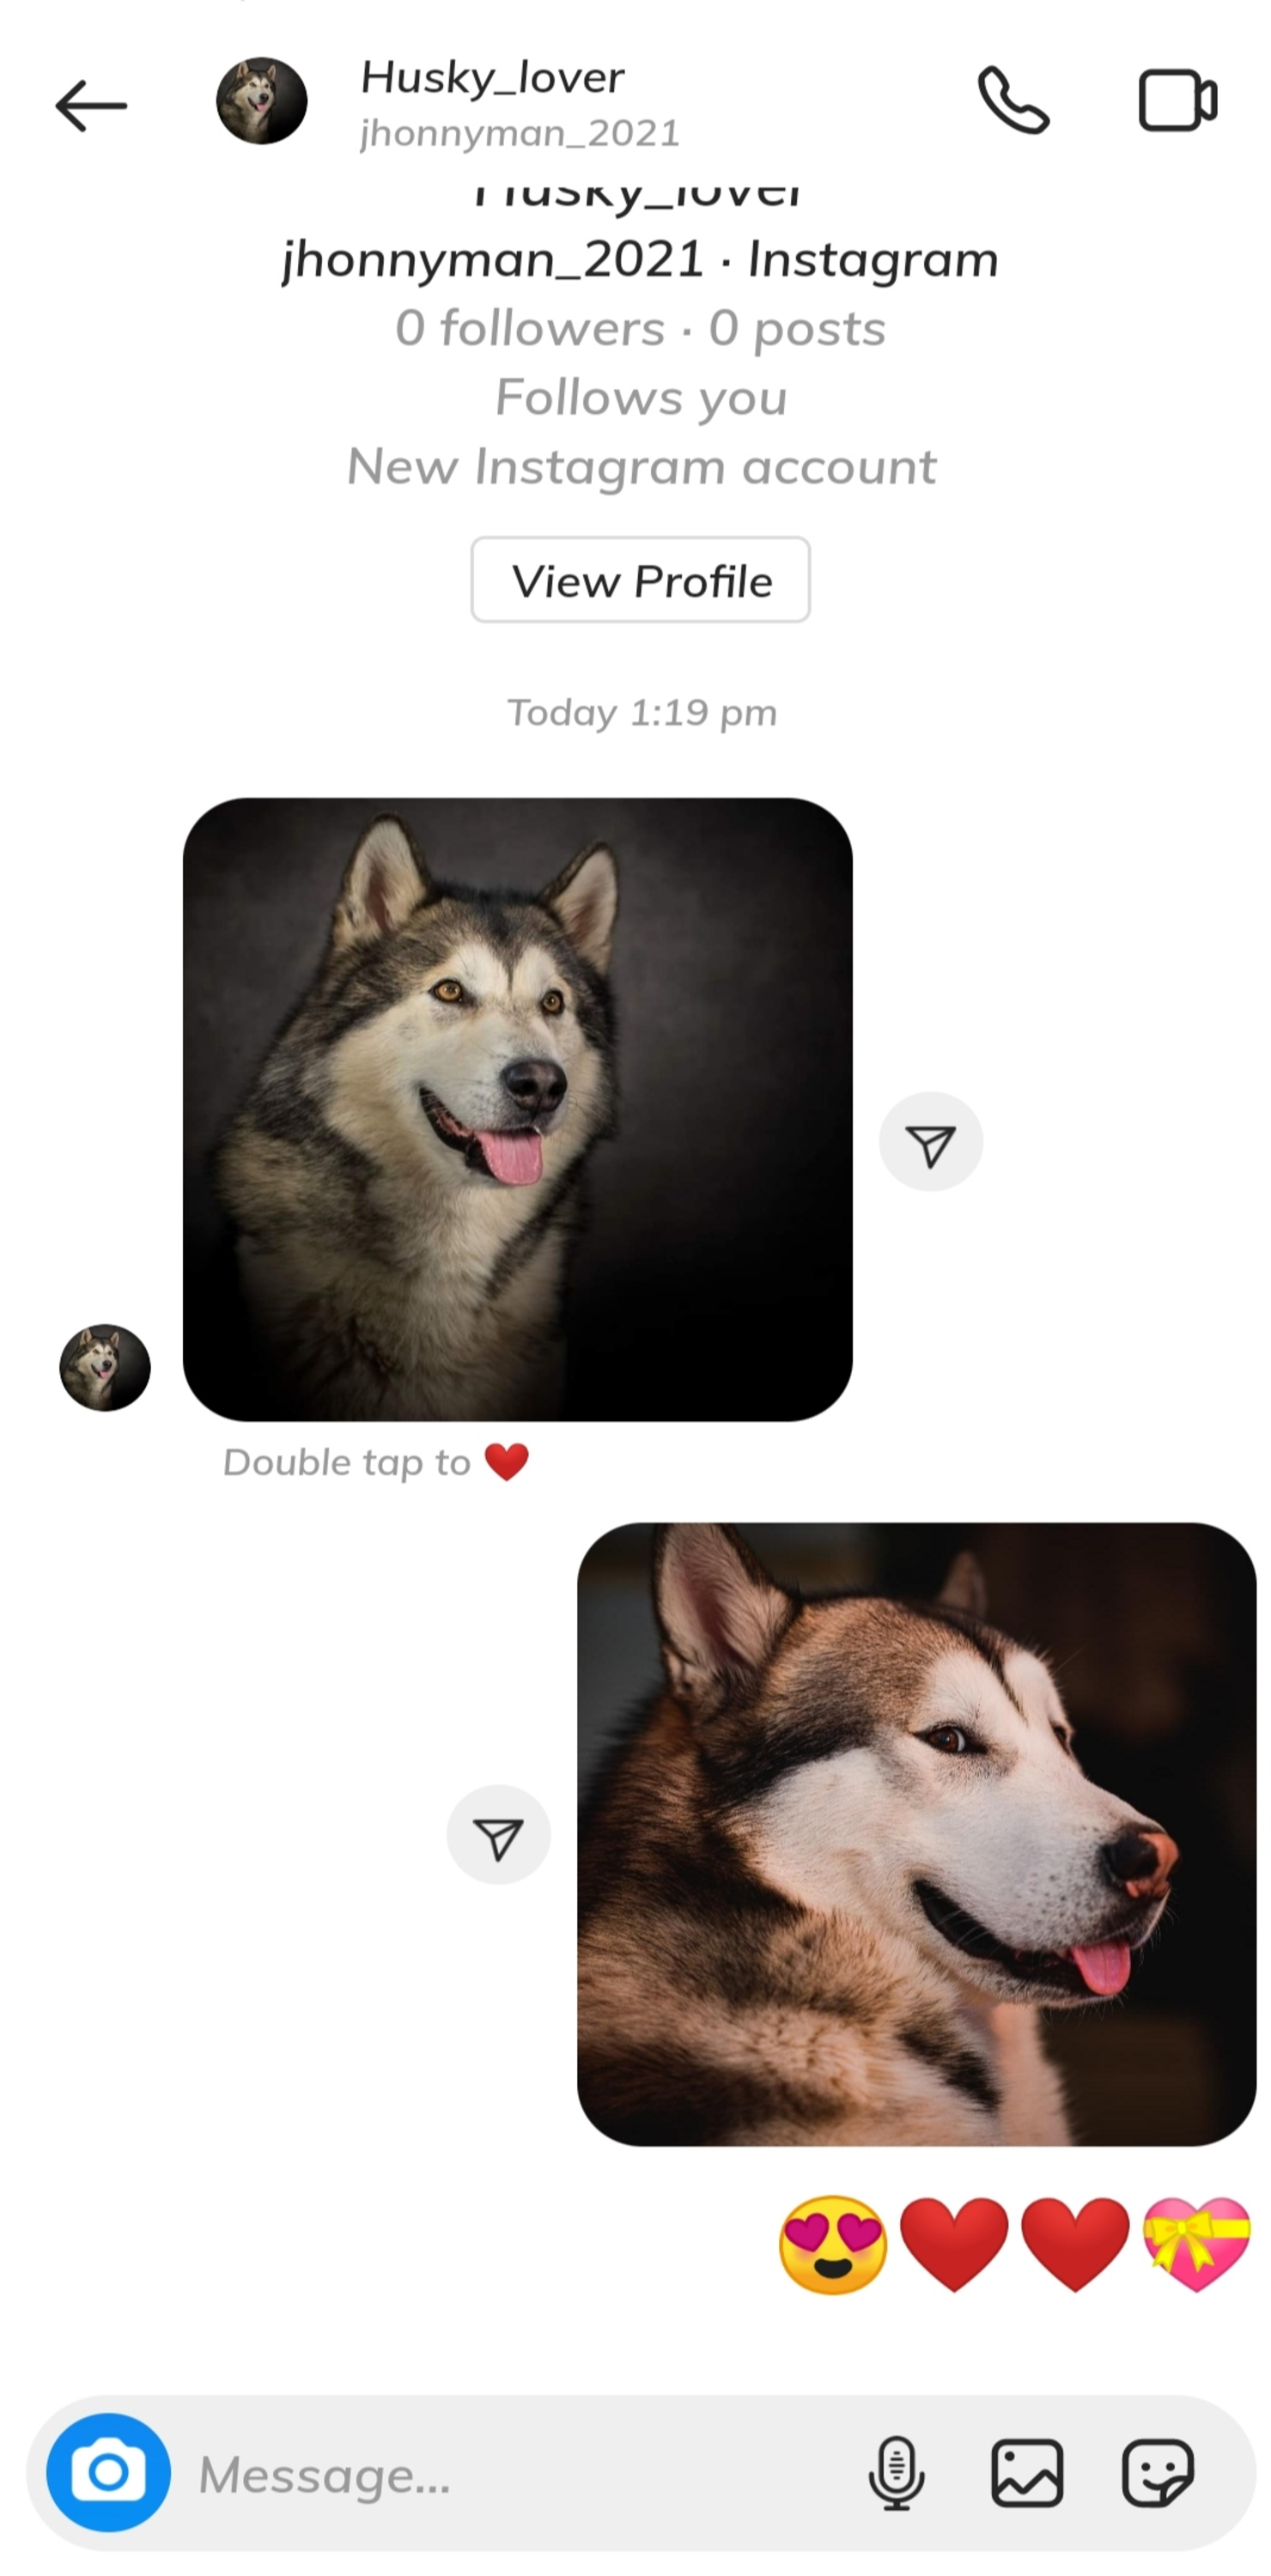 Husky_lover
jhonnyman_2021
Husky_lover
jhonnyman_2021 · Instagram
0 followers · 0 posts
Follows you
New Instagram account
View Profile
Today 1:19 pm
Double tap to ❤️
😍❤️❤️💝
Message...